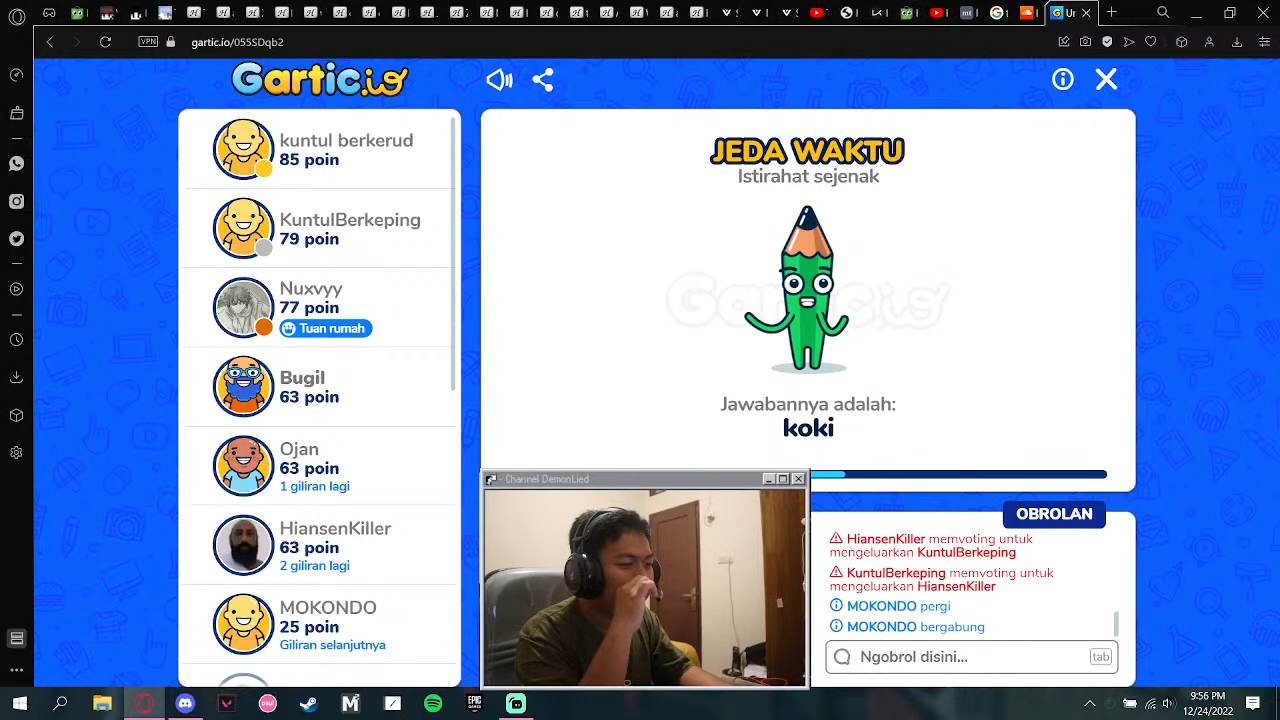 VPN
gartic.io/055SDqb2
Gartic.io
kuntul berkerud
85 poin
KuntulBerkeping
79 poin
Nuxvyy
77 poin
Tuan rumah
Bugil
63 poin
Ojan
63 poin
1 giliran lagi
HiansenKiller
63 poin
2 giliran lagi
MOKONDO
25 poin
Giliran selanjutnya
JEDA WAKTU
Istirahat sejenak
Jawabannya adalah:
koki
- Channel DemonLied
OBROLAN
HiansenKiller memvoting untuk
mengeluarkan KuntulBerkeping
KuntulBerkeping memvoting untuk
mengeluarkan HiansenKiller
MOKONDO pergi
MOKONDO bergabung
Ngobrol disini...
tab
9:56 PM